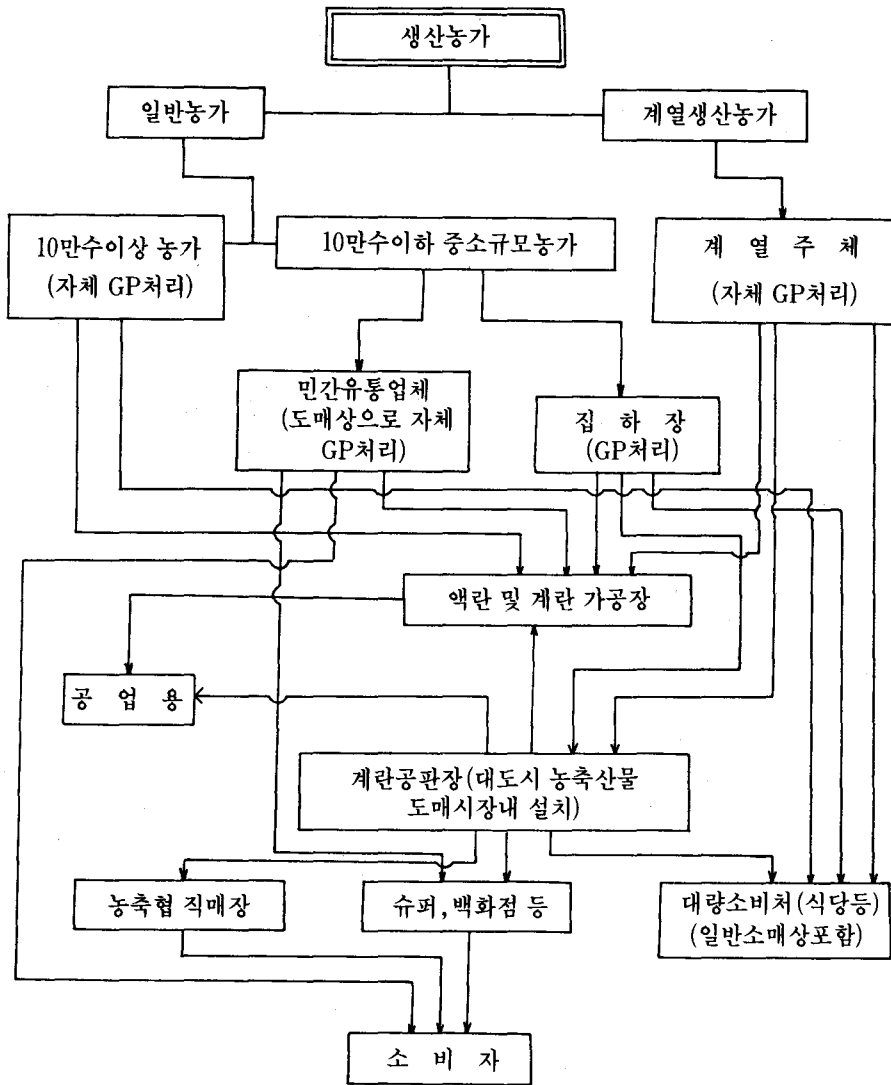 생산농가
일반농가
계열생산농가
10만수이상 농가
(자체 GP처리)
10만수이하 중소규모농가
계 열 주 체
(자체 GP처리)
민간유통업체
(도매상으로 자체
GP처리)
집 하 장
(GP처리)
액란 및 계란 가공장
공 업 용
계란공판장(대도시 농축산물
도매시장내 설치)
농축협 직매장
슈퍼, 백화점 등
대량소비처(식당등)
(일반소매상포함)
소 비 자